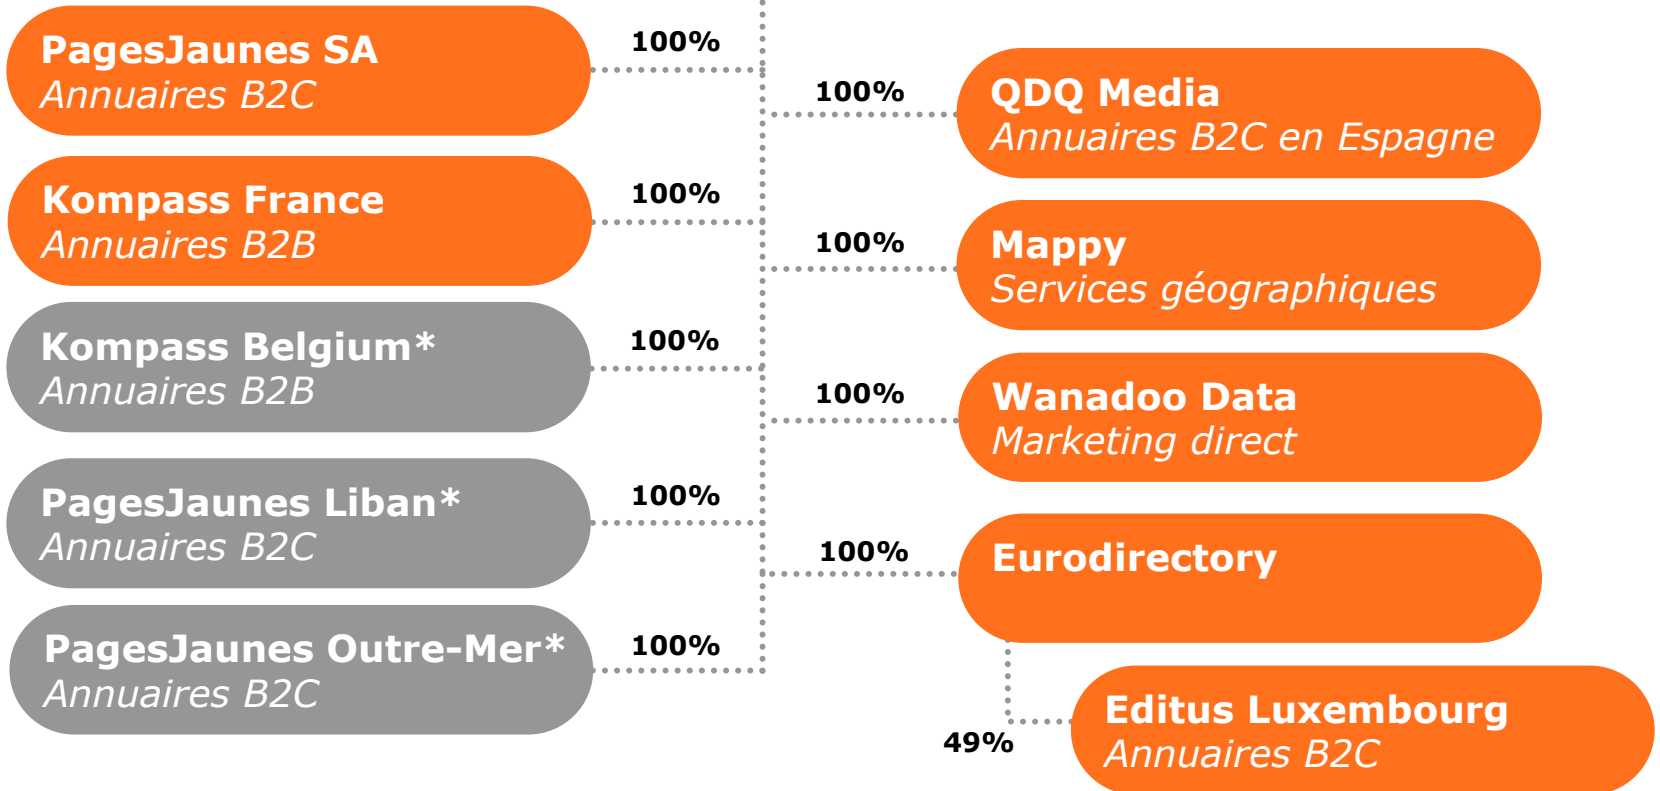 PagesJaunes SA
Annuaires B2C
100%
Kompass France
Annuaires B2B
100%
Kompass Belgium*
Annuaires B2B
100%
PagesJaunes Liban*
Annuaires B2C
100%
PagesJaunes Outre-Mer*
Annuaires B2C
100%
100%
QDQ Media
Annuaires B2C en Espagne
100%
Mappy
Services géographiques
100%
Wanadoo Data
Marketing direct
100%
Eurodirectory
49%
Editus Luxembourg
Annuaires B2C